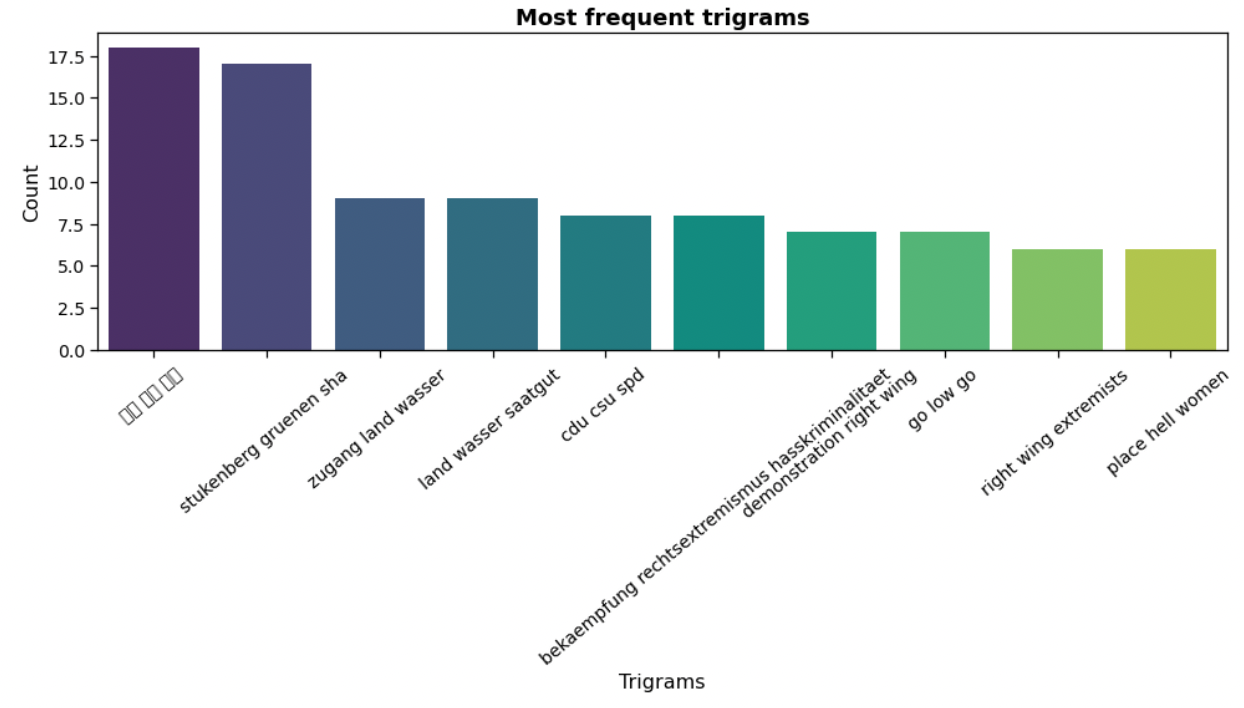 Most frequent trigrams
Count
17.5
15.0
12.5
10.0
7.5
5.0
2.5
0.0
stukenberg gruenen sha
zugang land wasser
land wasser saatgut
cdu csu spd
bekaempfung rechtsextremismus hasskriminalitaet
demonstration right wing
go low go
right wing extremists
place hell women
Trigrams